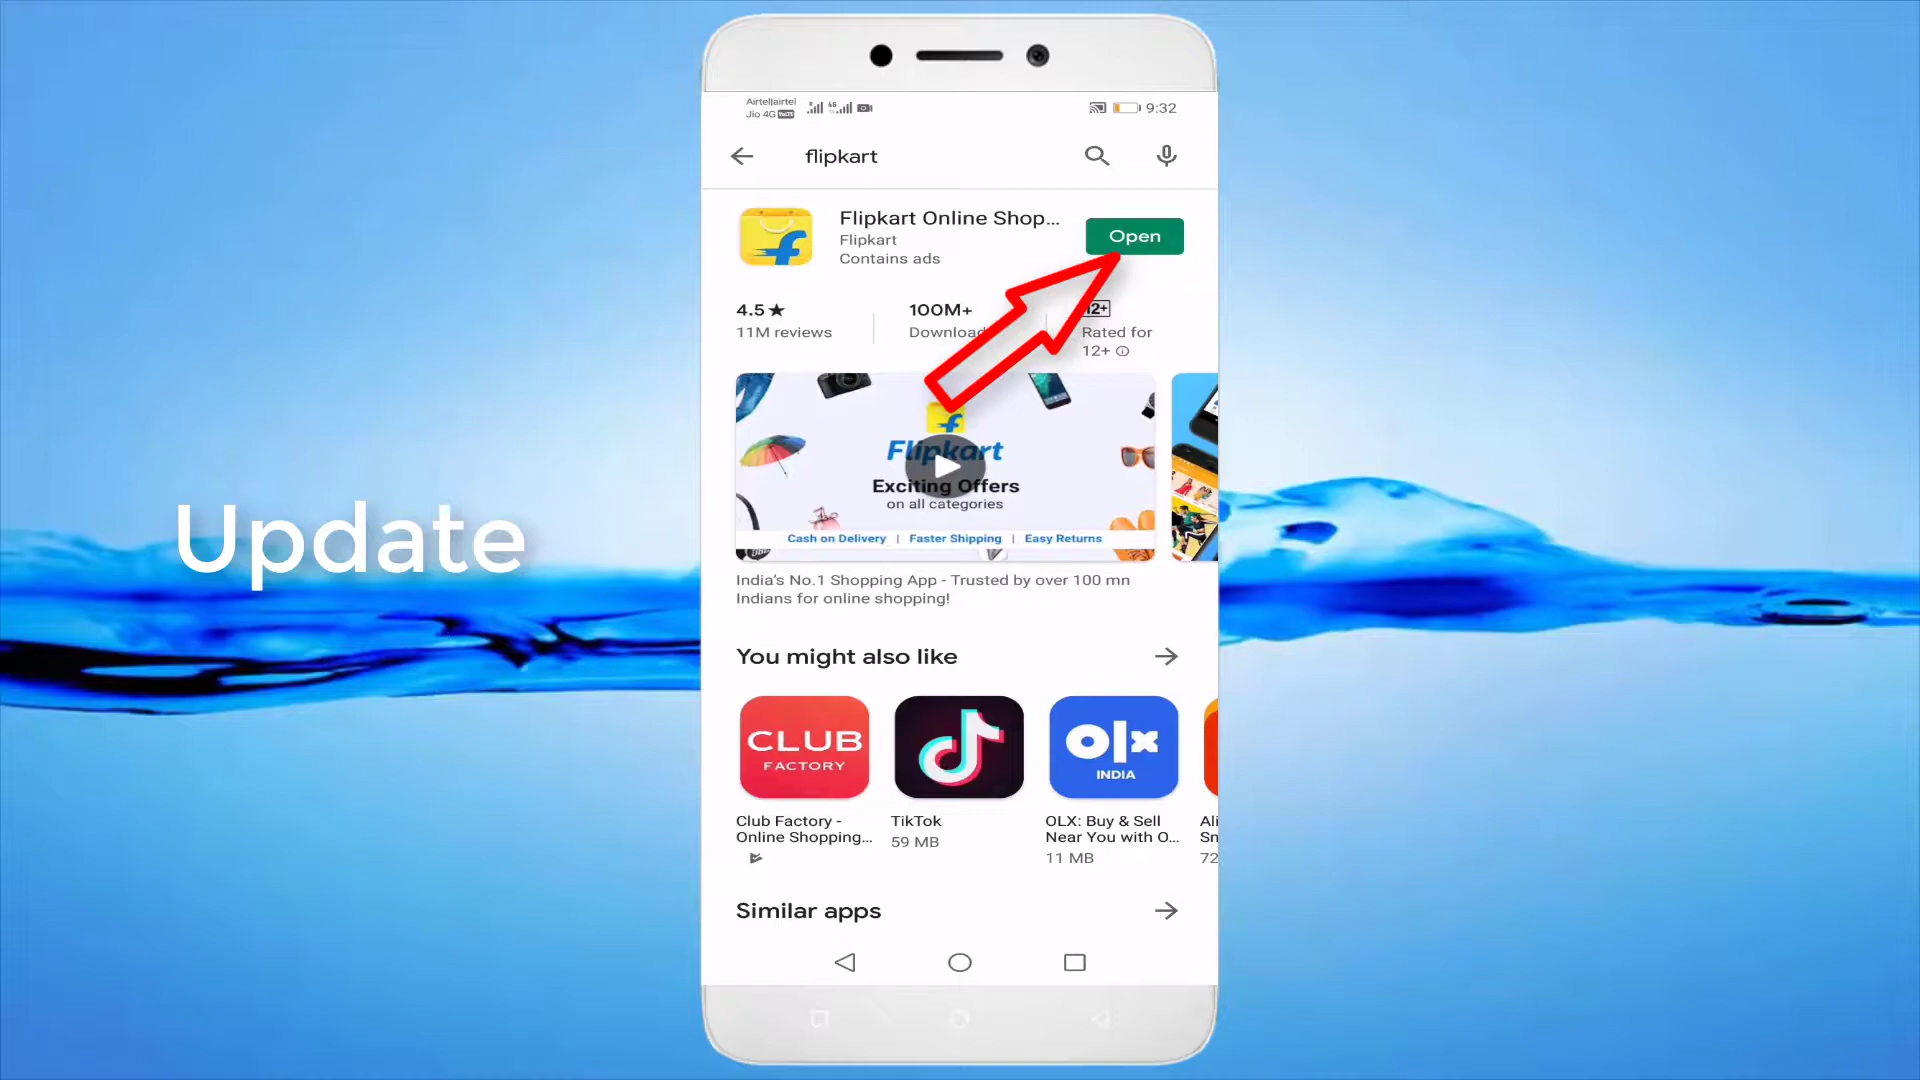 Airtel|airtel
Jio 4G VoLTE
9:32
flipkart
Flipkart Online Shop...
Open
Flipkart
Contains ads
4.5★
11M reviews
100M+
Download
12+
Rated for
12+
Flipkart
Exciting Offers
on all categories
Cash on Delivery | Faster Shipping | Easy Returns
India's No.1 Shopping App - Trusted by over 100 mn
Indians for online shopping!
Update
You might also like
CLUB
FACTORY
olx
INDIA
Club Factory -
Online Shopping...
TikTok
59 MB
OLX: Buy & Sell
Near You with O...
11 MB
Ali
Sn
72
Similar apps